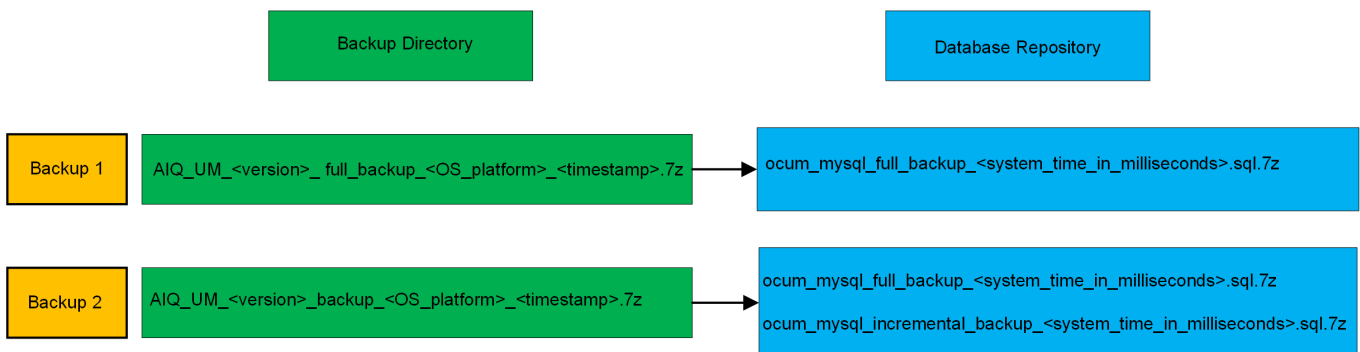 Backup Directory
Database Repository
Backup 1
AIQ_UM_<version>_ full_backup_<OS_platform>_<timestamp>.7z
ocum_mysql_full_backup_<system_time_in_milliseconds>.sql.7z
Backup 2
AIQ_UM_<version>_backup_<OS_platform>_<timestamp>.7z
ocum_mysql_full_backup_<system_time_in_milliseconds>.sql.7z
ocum_mysql_incremental_backup_<system_time_in_milliseconds>.sql.7z